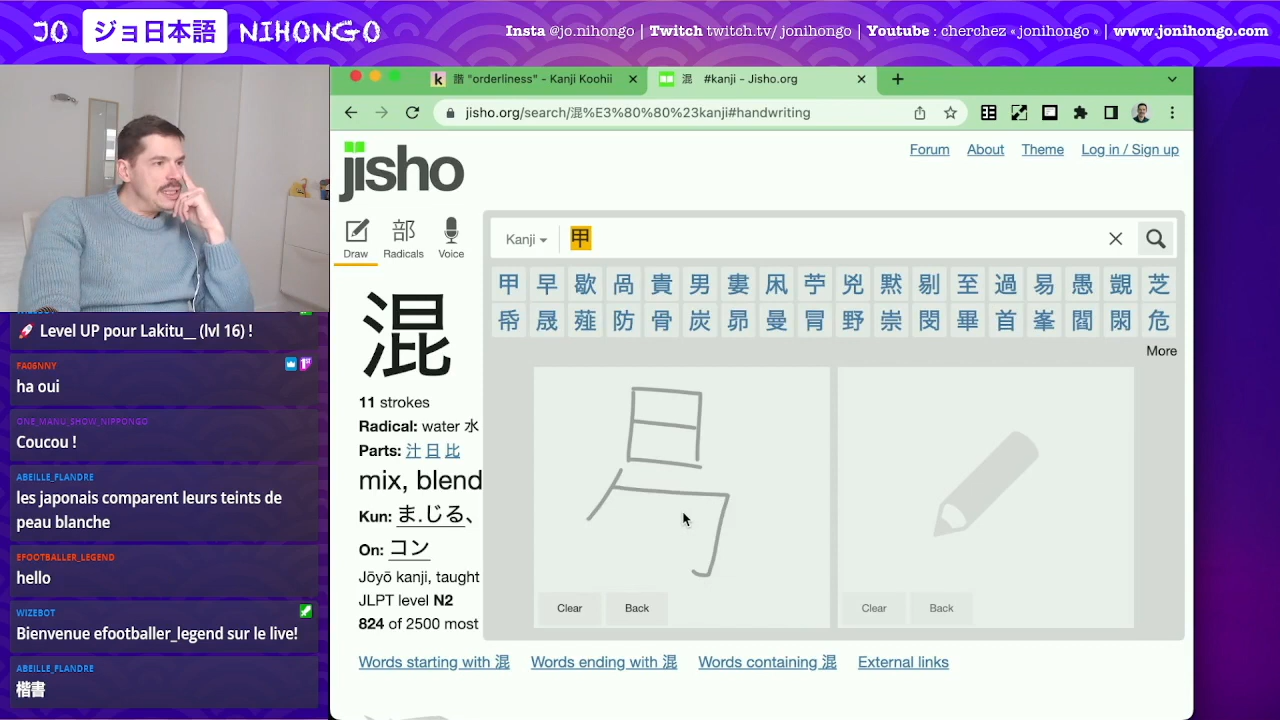 JO ジョ日本語 NIHONGO
Insta @jo.nihongo | Twitch twitch.tv/jonihongo | Youtube : cherchez « jonihongo » | www.jonihongo.com
"orderliness" - Kanji Koohii
混 #kanji - Jisho.org
jisho.org/search/混%E3%80%80%23kanji#handwriting
jisho
Forum About Theme Log in / Sign up
Draw 部 Radicals Voice
Kanji 甲
甲 早 歇 咼 貴 男 婁 凩 苧 兇 黙 剔 至 過 易 愚 覿 芝
帋 晟 薤 防 骨 炭 昴 曼 冐 野 崇 閔 畢 首 峯 閻 閑 危
More
混
11 strokes
Radical: water 水
Parts: 汁 日 比
mix, blend
Kun: ま.じる、
On: コン
Jōyō kanji, taught
JLPT level N2
824 of 2500 most
Clear Back
Clear Back
Words starting with 混 Words ending with 混 Words containing 混 External links
🚀 Level UP pour Lakitu__ (lvl 16) !
FA06NNY
ha oui
ONE_MANU_SHOW_NIPPONGO
Coucou !
ABEILLE_FLANDRE
les japonais comparent leurs teints de
peau blanche
EFOOTBALLER_LEGEND
hello
WIZEBOT
Bienvenue efootballer_legend sur le live!
ABEILLE_FLANDRE
楷書